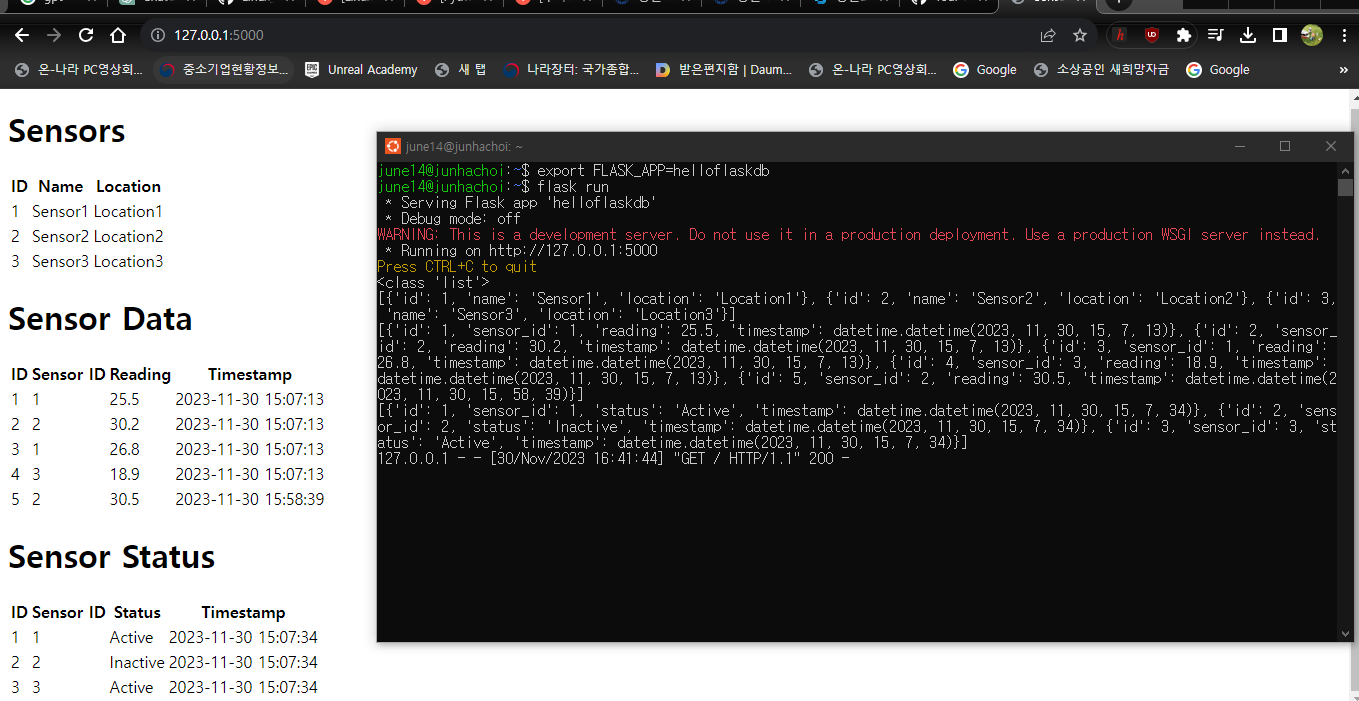 127.0.0.1:5000
온-나라 PC영상회... 중소기업현황정보... Unreal Academy 새 탭 나라장터: 국가종합... 받은편지함 | Daum... 온-나라 PC영상회... Google 소상공인 새희망자금 Google »
Sensors
ID Name Location
1 Sensor1 Location1
2 Sensor2 Location2
3 Sensor3 Location3
Sensor Data
ID Sensor ID Reading Timestamp
1 1 25.5 2023-11-30 15:07:13
2 2 30.2 2023-11-30 15:07:13
3 1 26.8 2023-11-30 15:07:13
4 3 18.9 2023-11-30 15:07:13
5 2 30.5 2023-11-30 15:58:39
Sensor Status
ID Sensor ID Status Timestamp
1 1 Active 2023-11-30 15:07:34
2 2 Inactive 2023-11-30 15:07:34
3 3 Active 2023-11-30 15:07:34
june14@junhachoi: ~
june14@junhachoi:~$ export FLASK_APP=helloflaskdb
june14@junhachoi:~$ flask run
* Serving Flask app 'helloflaskdb'
* Debug mode: off
WARNING: This is a development server. Do not use it in a production deployment. Use a production WSGI server instead.
* Running on http://127.0.0.1:5000
Press CTRL+C to quit
<class 'list'>
[{'id': 1, 'name': 'Sensor1', 'location': 'Location1'}, {'id': 2, 'name': 'Sensor2', 'location': 'Location2'}, {'id': 3,
'name': 'Sensor3', 'location': 'Location3'}]
[{'id': 1, 'sensor_id': 1, 'reading': 25.5, 'timestamp': datetime.datetime(2023, 11, 30, 15, 7, 13)}, {'id': 2, 'sensor_
id': 2, 'reading': 30.2, 'timestamp': datetime.datetime(2023, 11, 30, 15, 7, 13)}, {'id': 3, 'sensor_id': 1, 'reading':
26.8, 'timestamp': datetime.datetime(2023, 11, 30, 15, 7, 13)}, {'id': 4, 'sensor_id': 3, 'reading': 18.9, 'timestamp':
datetime.datetime(2023, 11, 30, 15, 7, 13)}, {'id': 5, 'sensor_id': 2, 'reading': 30.5, 'timestamp': datetime.datetime(2
023, 11, 30, 15, 58, 39)}]
[{'id': 1, 'sensor_id': 1, 'status': 'Active', 'timestamp': datetime.datetime(2023, 11, 30, 15, 7, 34)}, {'id': 2, 'sens
or_id': 2, 'status': 'Inactive', 'timestamp': datetime.datetime(2023, 11, 30, 15, 7, 34)}, {'id': 3, 'sensor_id': 3, 'st
atus': 'Active', 'timestamp': datetime.datetime(2023, 11, 30, 15, 7, 34)}]
127.0.0.1 - - [30/Nov/2023 16:41:44] "GET / HTTP/1.1" 200 -